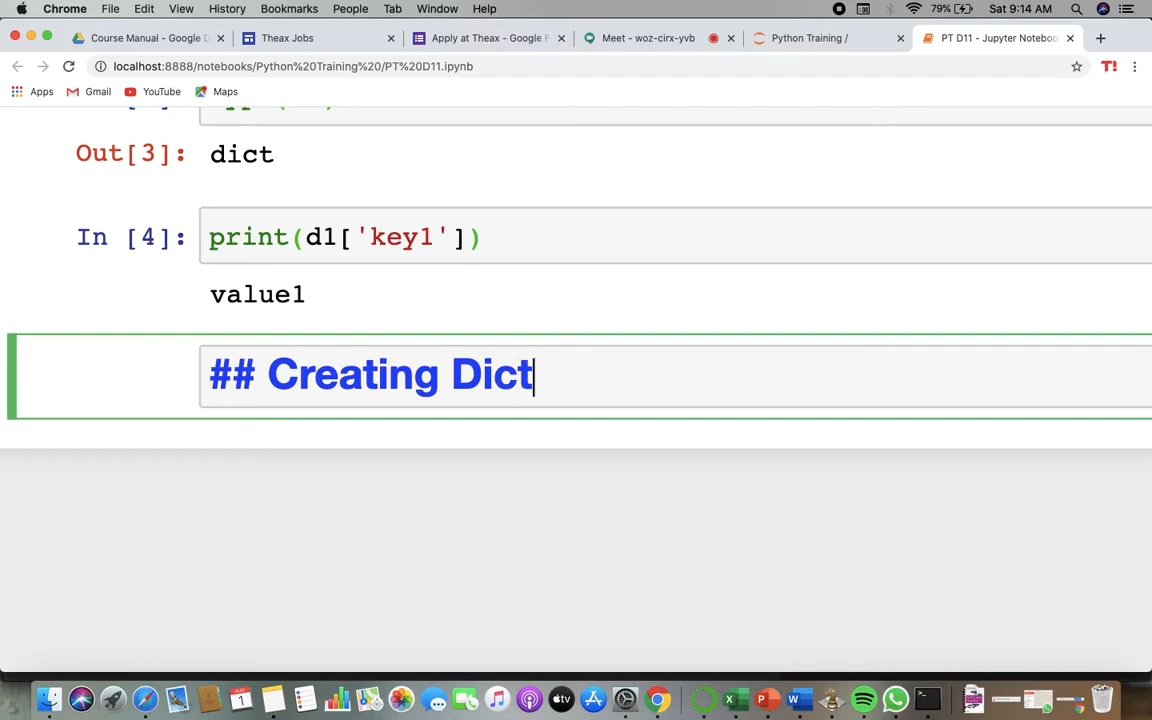 Chrome File Edit View History Bookmarks People Tab Window Help 79% Sat 9:14 AM
Course Manual - Google D Theax Jobs Apply at Theax - Google F Meet - woz-cirx-yvb Python Training / PT D11 - Jupyter Noteboo
localhost:8888/notebooks/Python%20Training%20/PT%20D11.ipynb T!
Apps Gmail YouTube Maps
Out[3]: dict
In [4]: print(d1['key1'])
value1
## Creating Dict
AUG
1
tv